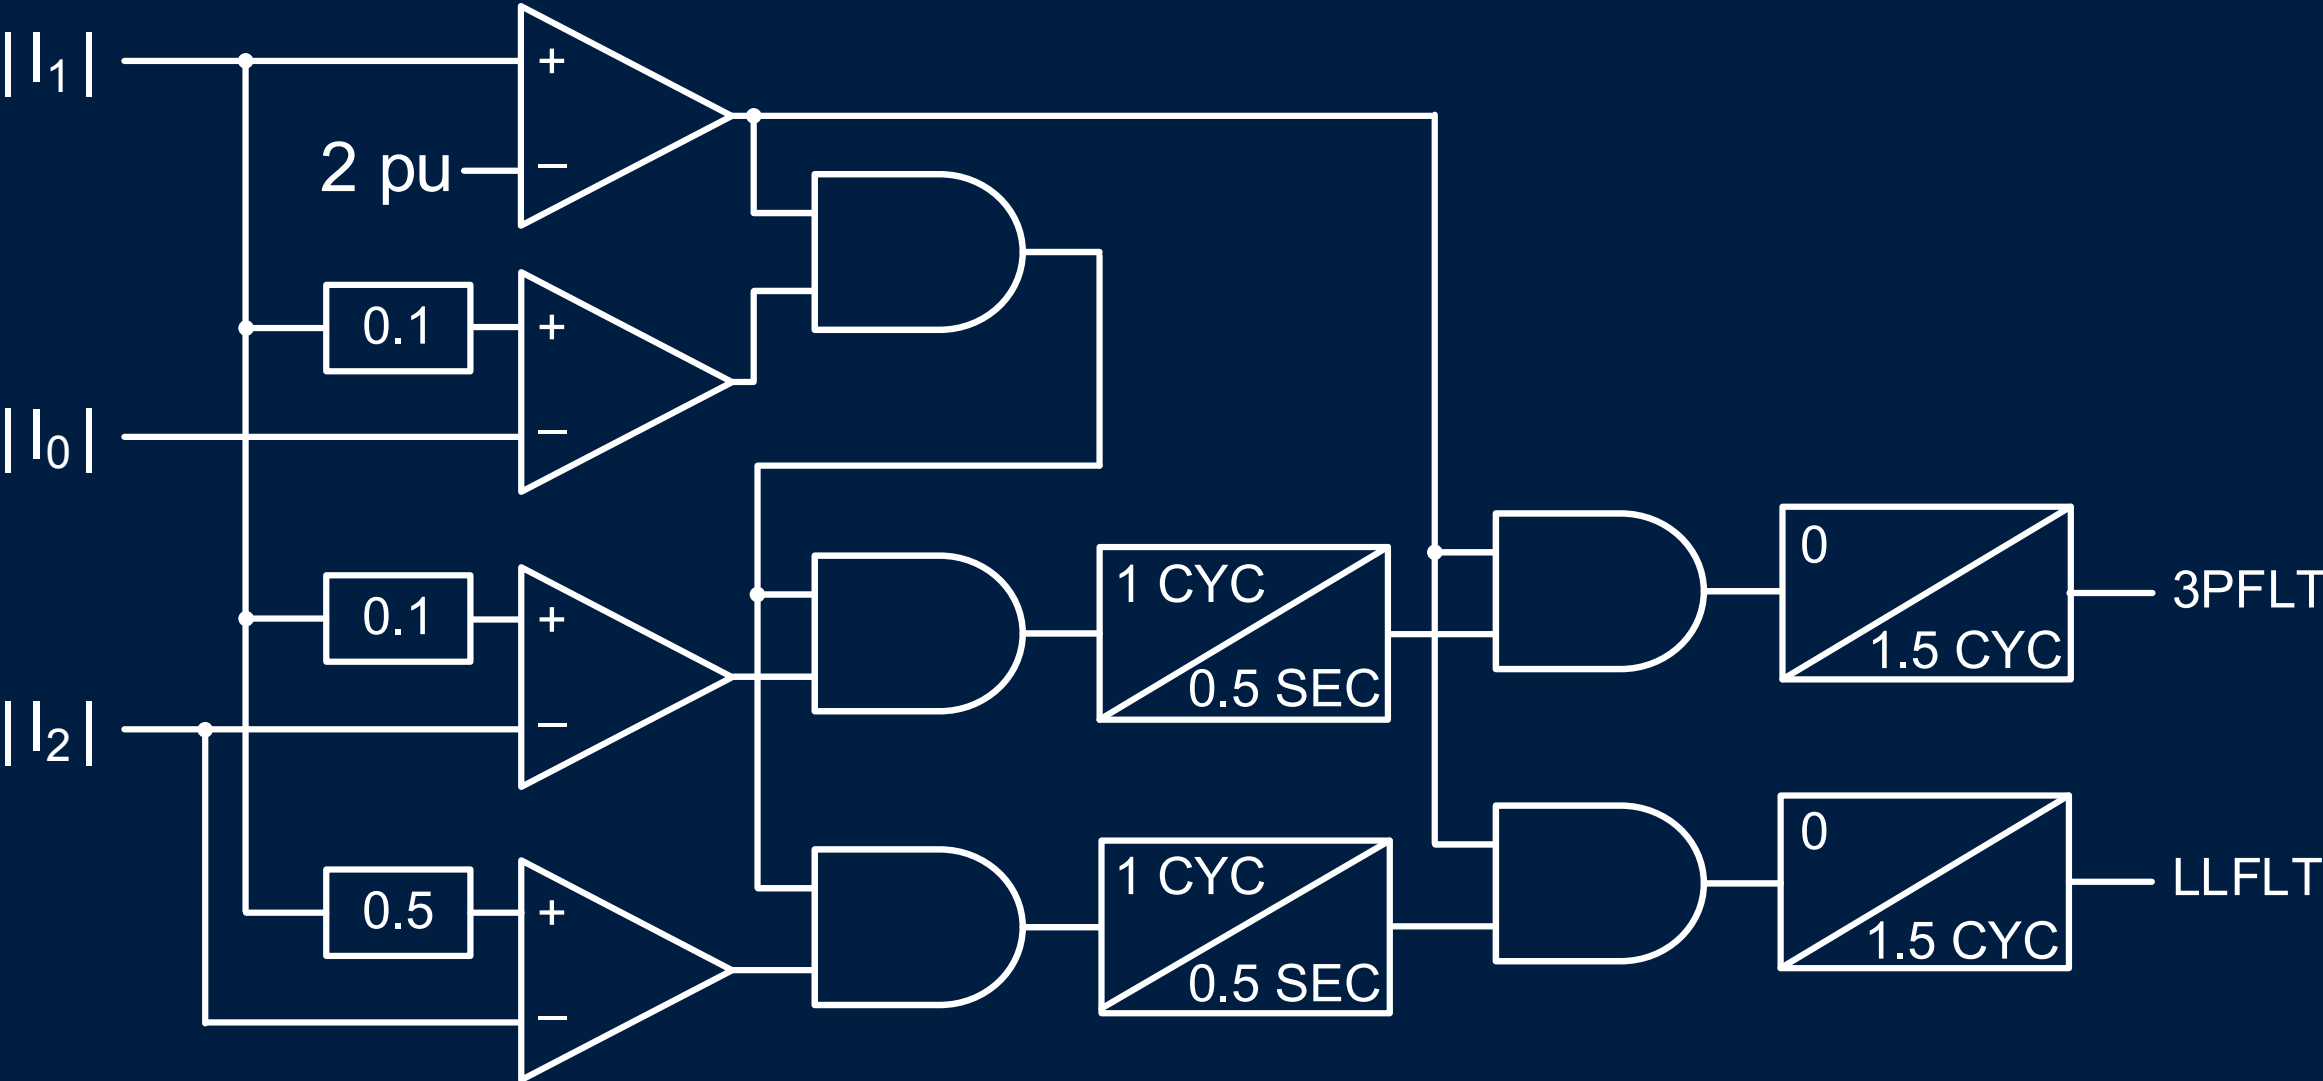 |I1|
+
2 pu
−
0.1
+
|I0|
−
0.1
+
|I2|
−
0.5
+
−
1 CYC
0.5 SEC
1 CYC
0.5 SEC
0
1.5 CYC
3PFLT
0
1.5 CYC
LLFLT